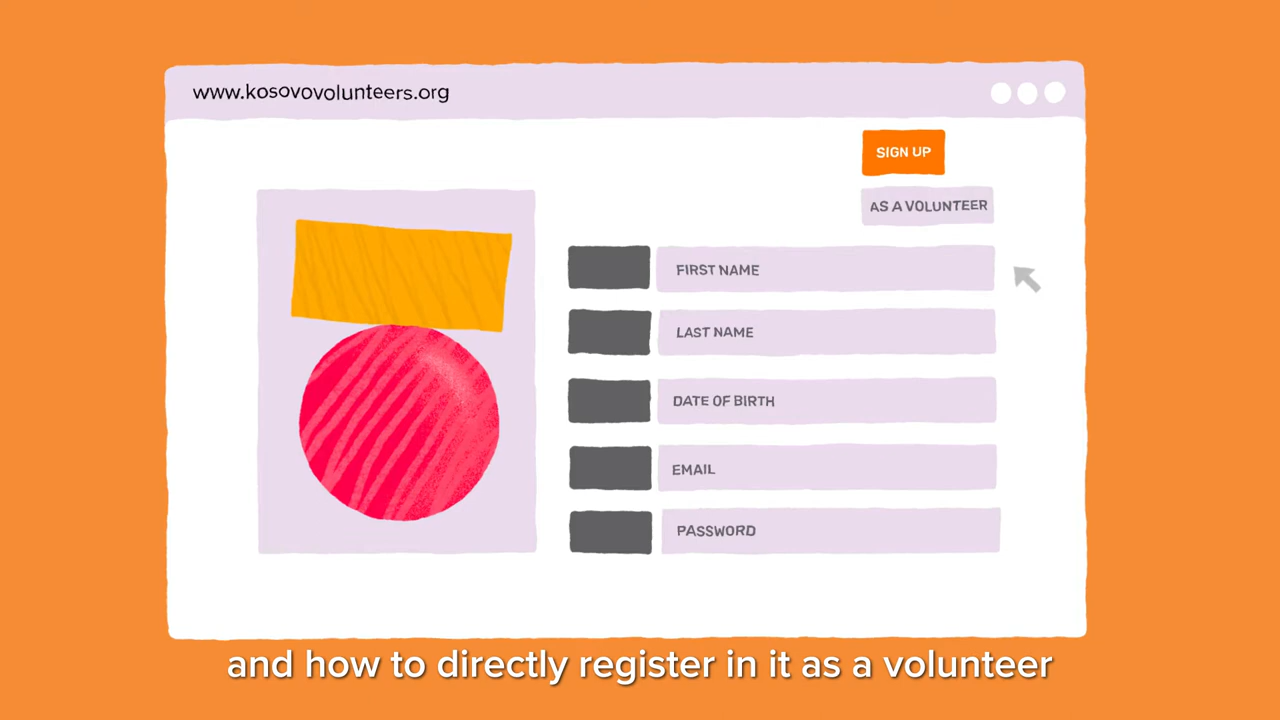 www.kosovovolunteers.org
SIGN UP
AS A VOLUNTEER
FIRST NAME
LAST NAME
DATE OF BIRTH
EMAIL
PASSWORD
and how to directly register in it as a volunteer